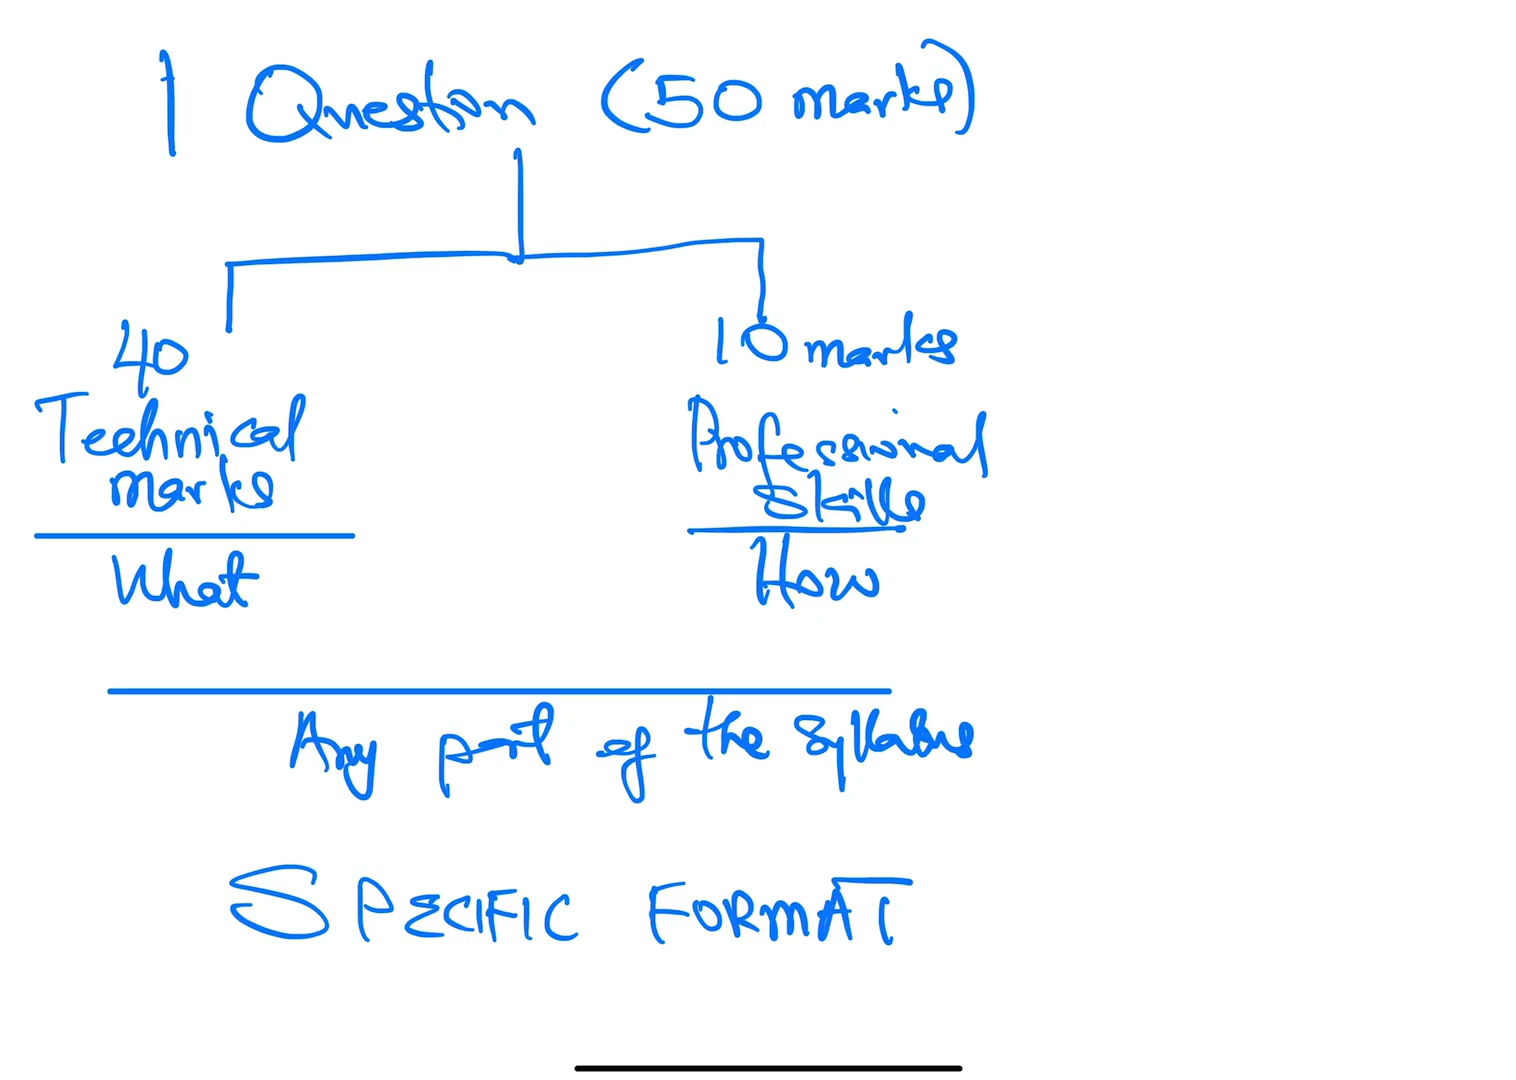 1 Question (50 marks)
40
Technical
marks
What
10 marks
Professional
Skills
How
Any part of the Syllabus
SPECIFIC FORMAT